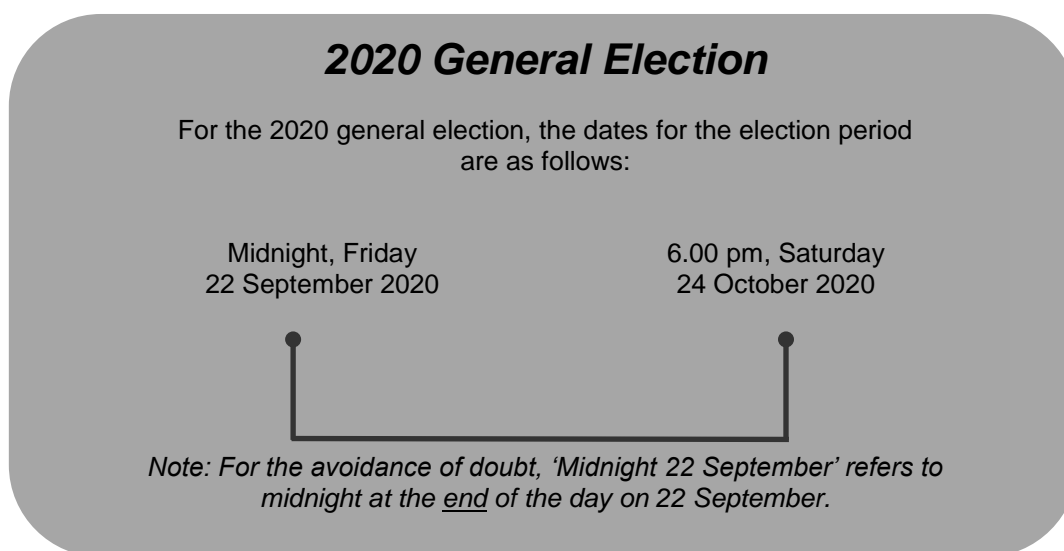 2020 General Election
For the 2020 general election, the dates for the election period
are as follows:
Midnight, Friday
22 September 2020
6.00 pm, Saturday
24 October 2020
Note: For the avoidance of doubt, ‘Midnight 22 September’ refers to
midnight at the end of the day on 22 September.